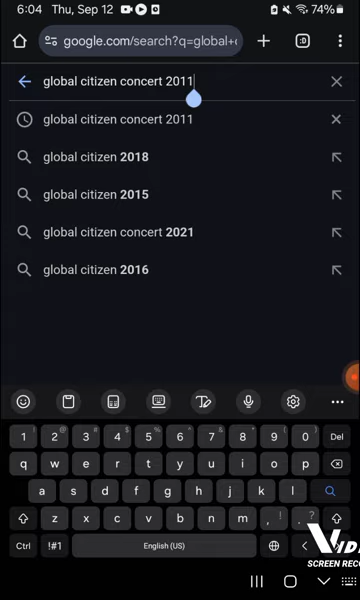 6:04 Thu, Sep 12 74%
google.com/search?q=global+c :D
global citizen concert 2011
global citizen concert 2011
global citizen 2018
global citizen 2015
global citizen concert 2021
global citizen 2016
1 ! 2 @ 3 # 4 $ 5 % 6 ^ 7 & 8 * 9 ( 0 ) Del
q w e r t y u i o p
a s d f g h j k l
z x c v b n m , ! . ?
Ctrl !#1 English (US)
SCREEN REC